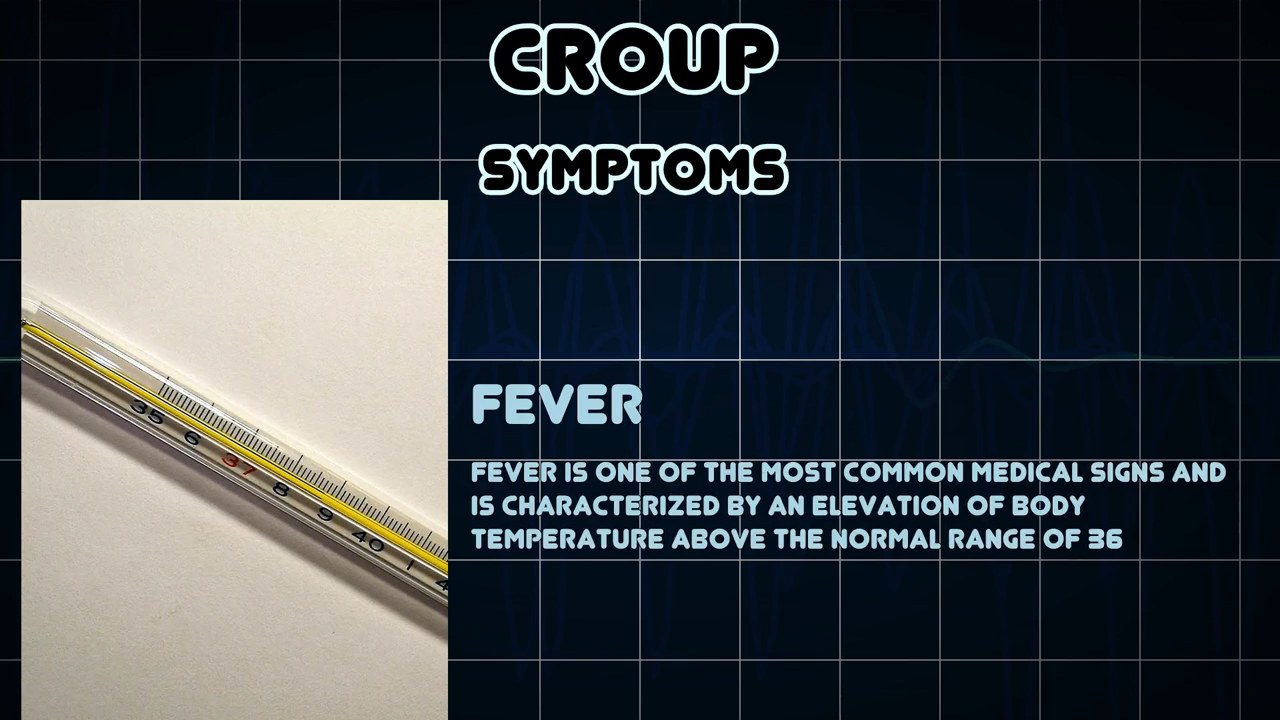 CROUP
SYMPTOMS
35 6 37 8 9 40 1
FEVER
FEVER IS ONE OF THE MOST COMMON MEDICAL SIGNS AND
IS CHARACTERIZED BY AN ELEVATION OF BODY
TEMPERATURE ABOVE THE NORMAL RANGE OF 36